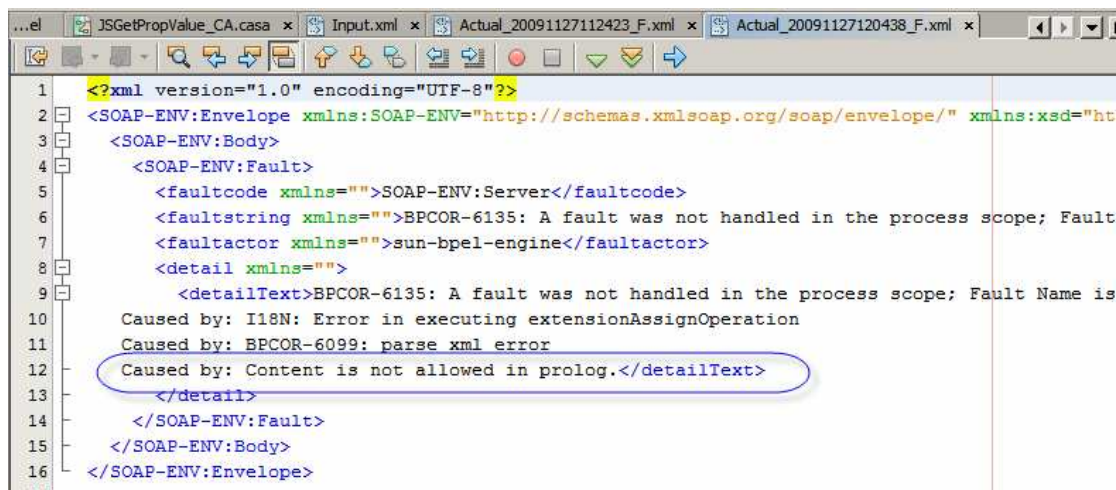 ...el JSGetPropValue_CA.casa x Input.xml x Actual_20091127112423_F.xml x Actual_20091127120438_F.xml x
1 <?xml version="1.0" encoding="UTF-8"?>
2 <SOAP-ENV:Envelope xmlns:SOAP-ENV="http://schemas.xmlsoap.org/soap/envelope/" xmlns:xsd="ht
3 <SOAP-ENV:Body>
4 <SOAP-ENV:Fault>
5 <faultcode xmlns="">SOAP-ENV:Server</faultcode>
6 <faultstring xmlns="">BPCOR-6135: A fault was not handled in the process scope; Fault
7 <faultactor xmlns="">sun-bpel-engine</faultactor>
8 <detail xmlns="">
9 <detailText>BPCOR-6135: A fault was not handled in the process scope; Fault Name is
10 Caused by: I18N: Error in executing extensionAssignOperation
11 Caused by: BPCOR-6099: parse xml error
12 Caused by: Content is not allowed in prolog.</detailText>
13 </detail>
14 </SOAP-ENV:Fault>
15 </SOAP-ENV:Body>
16 </SOAP-ENV:Envelope>